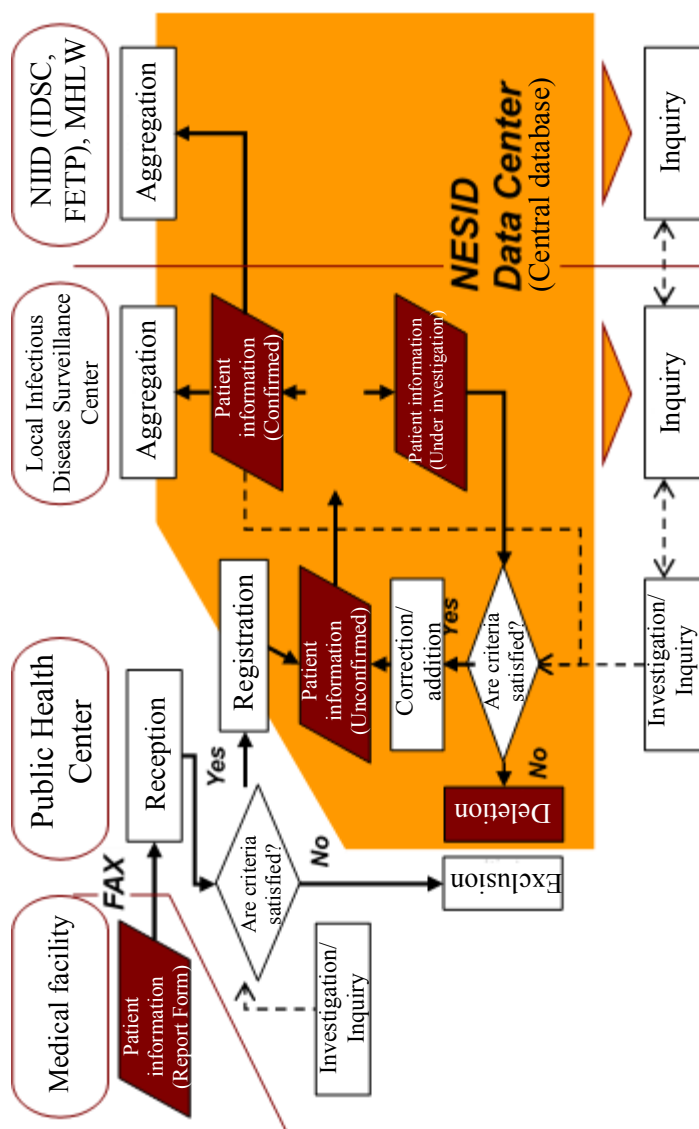 Medical facility
Public Health
Center
Local Infectious
Disease Surveillance
Center
NIID (IDSC,
FETP), MHLW
Patient
information
(Report Form)
FAX
Reception
Aggregation
Aggregation
Are criteria
satisfied?
Yes
No
Registration
Patient
information
(Confirmed)
Investigation/
Inquiry
Patient
information
(Unconfirmed)
Correction/
addition
Yes
Patient information
(Under investigation)
Exclusion
Deletion
No
Are criteria
satisfied?
NESID
Data Center
(Central database)
Investigation/
Inquiry
Inquiry
Inquiry